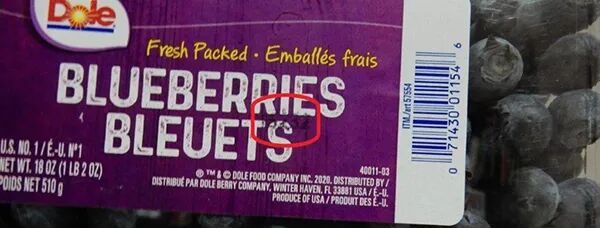 Dole
Fresh Packed · Emballés frais
BLUEBERRIES
BLEUETS
U.S. NO. 1 / É.-U. Nº1
NET WT. 18 OZ (1 LB 2 OZ)
POIDS NET 510 g
40011-03
® ™ & © DOLE FOOD COMPANY INC. 2020. DISTRIBUTED BY /
DISTRIBUÉ PAR DOLE BERRY COMPANY, WINTER HAVEN, FL 33881 USA / É.-U.
PRODUCE OF USA / PRODUIT DES É.-U.
0 71430 01154 6